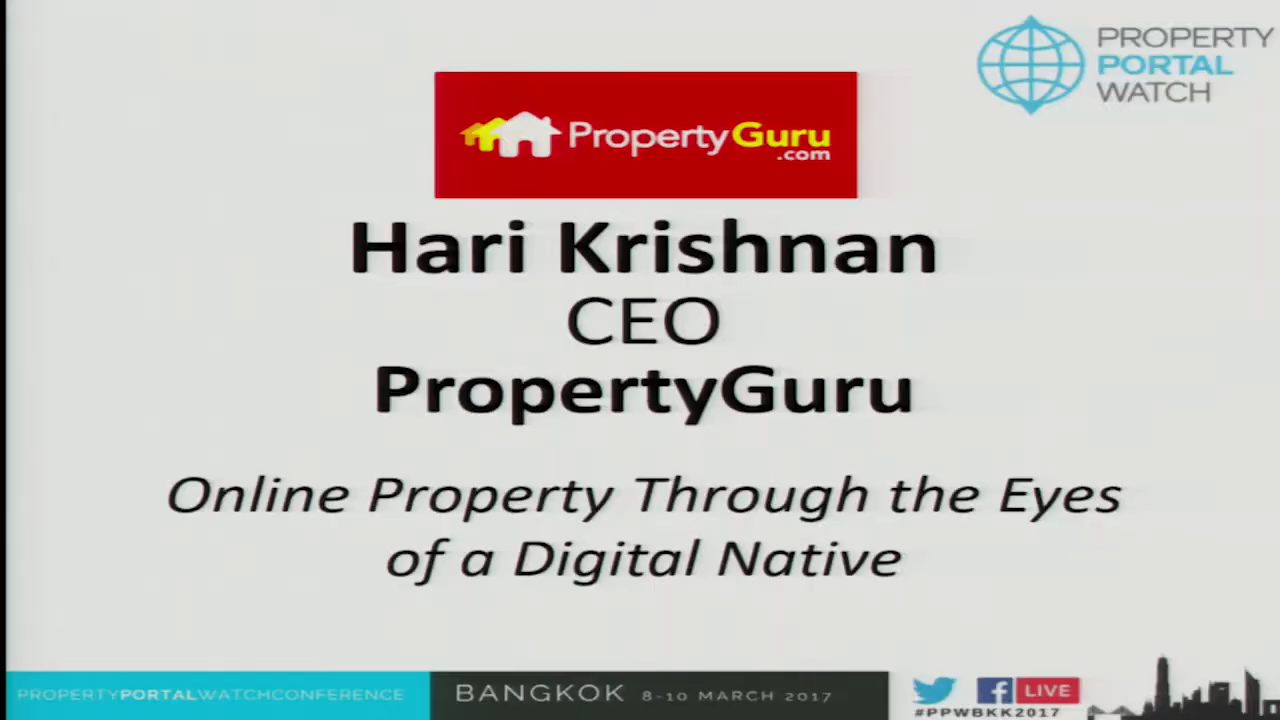 PROPERTY
PORTAL
WATCH
PropertyGuru
.com
Hari Krishnan
CEO
PropertyGuru
Online Property Through the Eyes
of a Digital Native
PROPERTYPORTALWATCHCONFERENCE
BANGKOK 8-10 MARCH 2017
LIVE
#PPWBKK2017